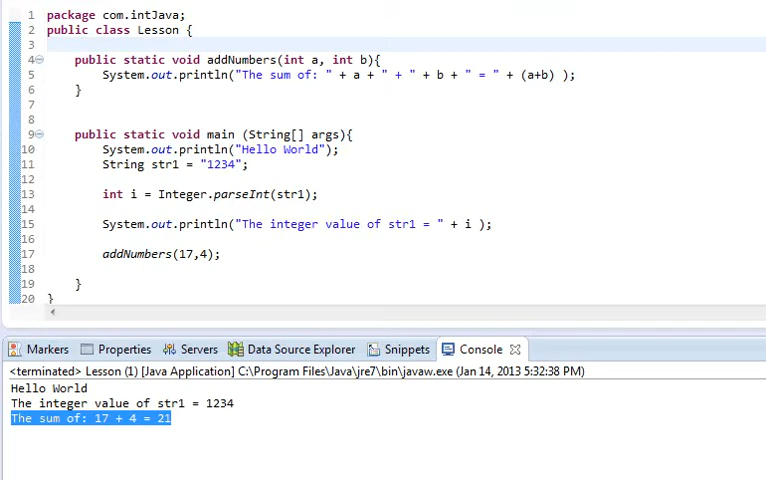 1 package com.intJava;
2 public class Lesson {
3
4 public static void addNumbers(int a, int b){
5 System.out.println("The sum of: " + a + " + " + b + " = " + (a+b) );
6 }
7
8
9 public static void main (String[] args){
10 System.out.println("Hello World");
11 String str1 = "1234";
12
13 int i = Integer.parseInt(str1);
14
15 System.out.println("The integer value of str1 = " + i );
16
17 addNumbers(17,4);
18
19 }
20 }
Markers Properties Servers Data Source Explorer Snippets Console
<terminated> Lesson (1) [Java Application] C:\Program Files\Java\jre7\bin\javaw.exe (Jan 14, 2013 5:32:38 PM)
Hello World
The integer value of str1 = 1234
The sum of: 17 + 4 = 21